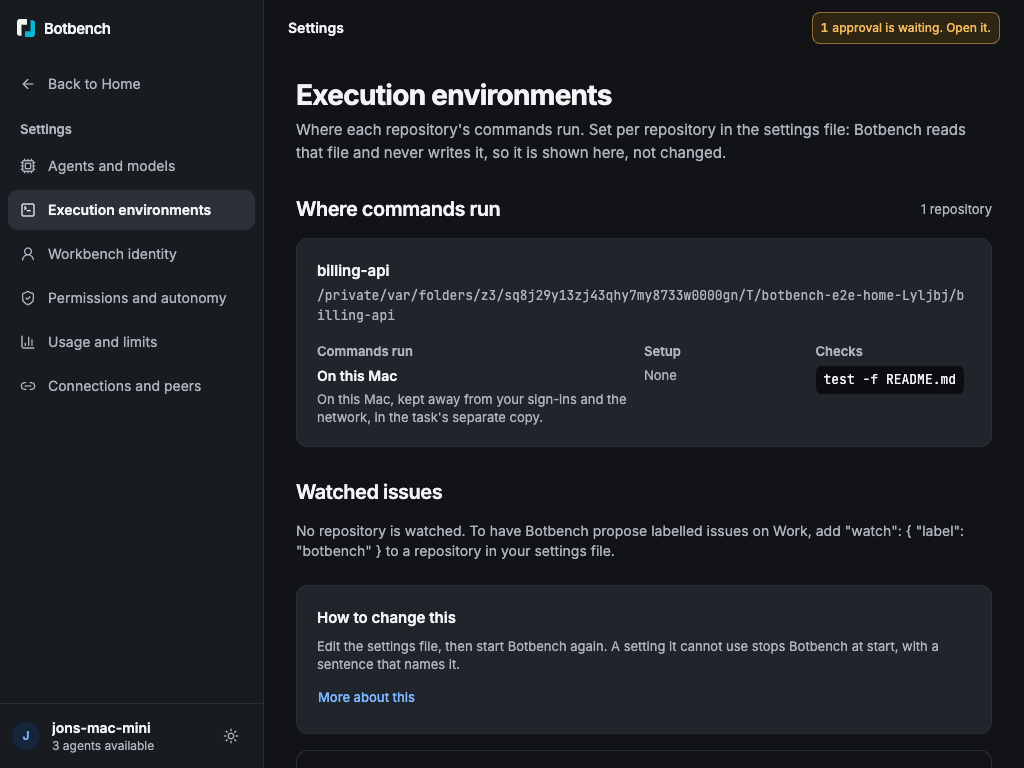 Botbench
Back to Home
Settings
Agents and models
Execution environments
Workbench identity
Permissions and autonomy
Usage and limits
Connections and peers
J
jons-mac-mini
3 agents available
Settings
1 approval is waiting. Open it.
Execution environments
Where each repository's commands run. Set per repository in the settings file: Botbench reads
that file and never writes it, so it is shown here, not changed.
Where commands run
1 repository
billing-api
/private/var/folders/z3/sq8j29y13zj43qhy7my8733w0000gn/T/botbench-e2e-home-Lyljbj/b
illing-api
Commands run
On this Mac
On this Mac, kept away from your sign-ins and the
network, in the task's separate copy.
Setup
None
Checks
test -f README.md
Watched issues
No repository is watched. To have Botbench propose labelled issues on Work, add "watch": { "label":
"botbench" } to a repository in your settings file.
How to change this
Edit the settings file, then start Botbench again. A setting it cannot use stops Botbench at start, with a
sentence that names it.
More about this